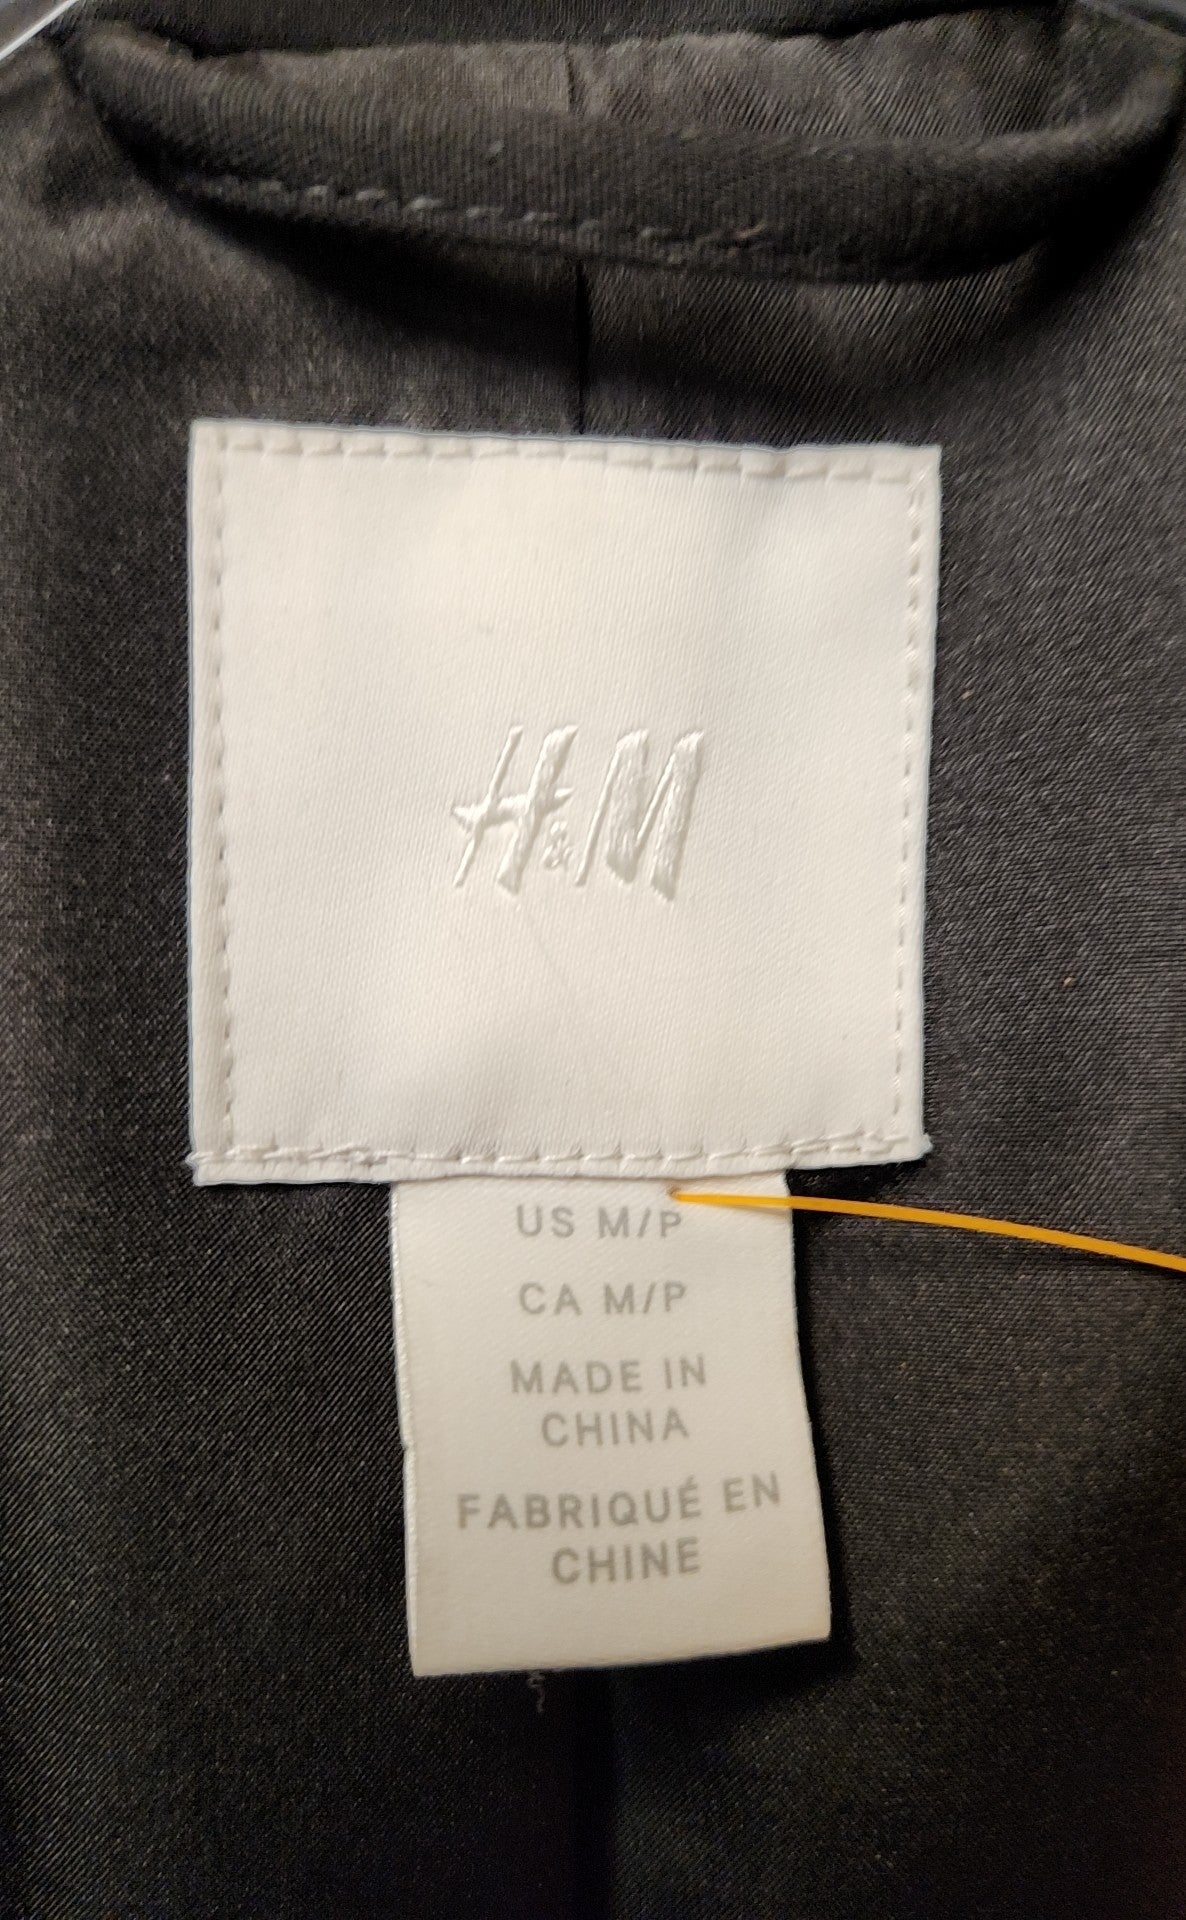 H&M
US M/P
CA M/P
MADE IN
CHINA
FABRIQUÉ EN
CHINE